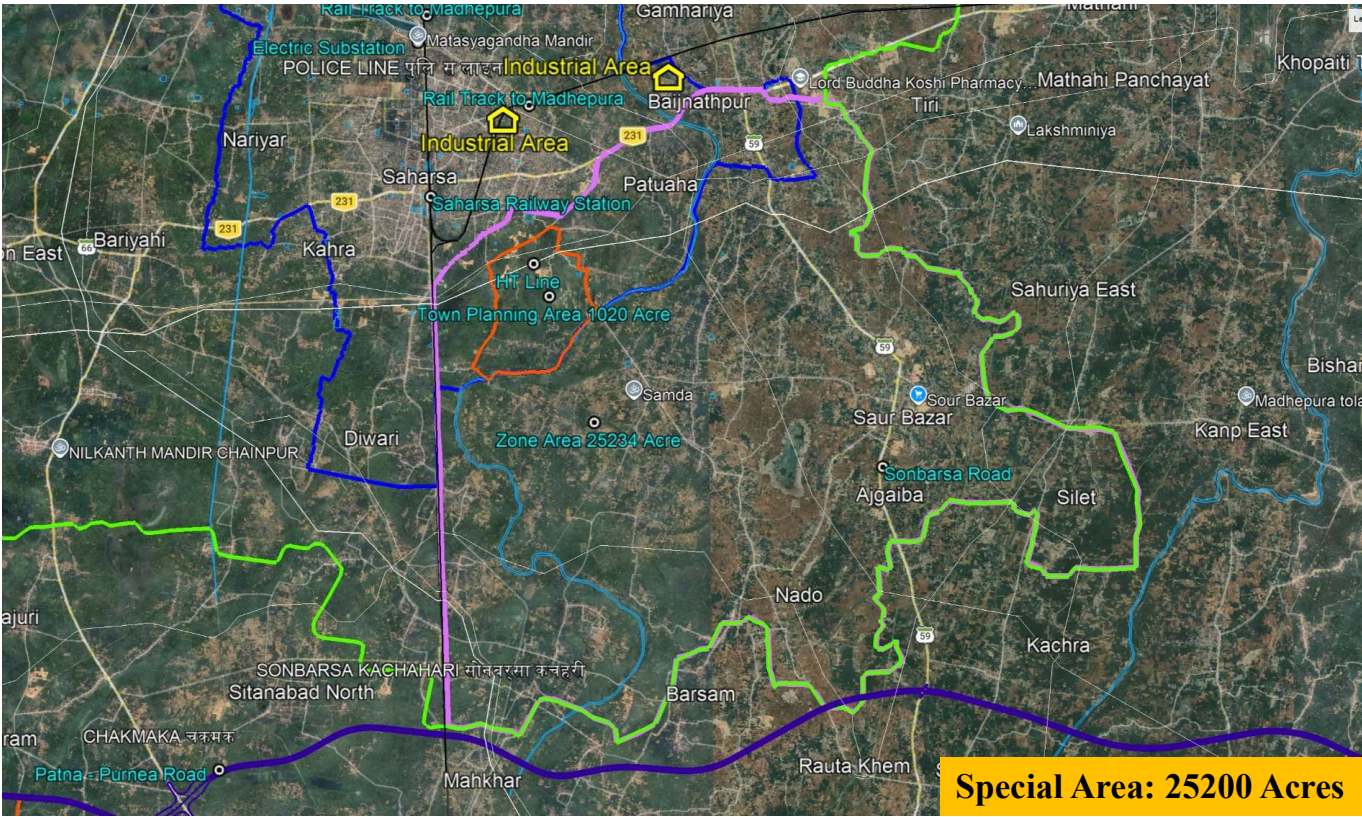 Rail Track to Madhepura
Gamhariya
Mathahi
Electric Substation
Matasyagandha Mandir
POLICE LINE पुलिस लाइन
Industrial Area
Khopaiti
Lord Buddha Koshi Pharmacy...
Mathahi Panchayat
Rail Track to Madhepura
Baijnathpur
Tiri
Nariyar
Industrial Area
231
59
Lakshminiya
Saharsa
Patuaha
231
Saharsa Railway Station
231
on East
66
Bariyahi
Kahra
HT Line
Sahuriya East
Town Planning Area 1020 Acre
59
Bishan
Samda
Sour Bazar
Madhepura tola
Saur Bazar
Kanp East
Diwari
Zone Area 25234 Acre
NILKANTH MANDIR CHAINPUR
Sonbarsa Road
Ajgaiba
Silet
Nado
ajuri
59
Kachra
SONBARSA KACHAHARI सोनवरसा कचहरी
Sitanabad North
Barsam
ram
CHAKMAKA चकमक
Patna - Purnea Road
Mahkhar
Rauta Khem
Special Area: 25200 Acres